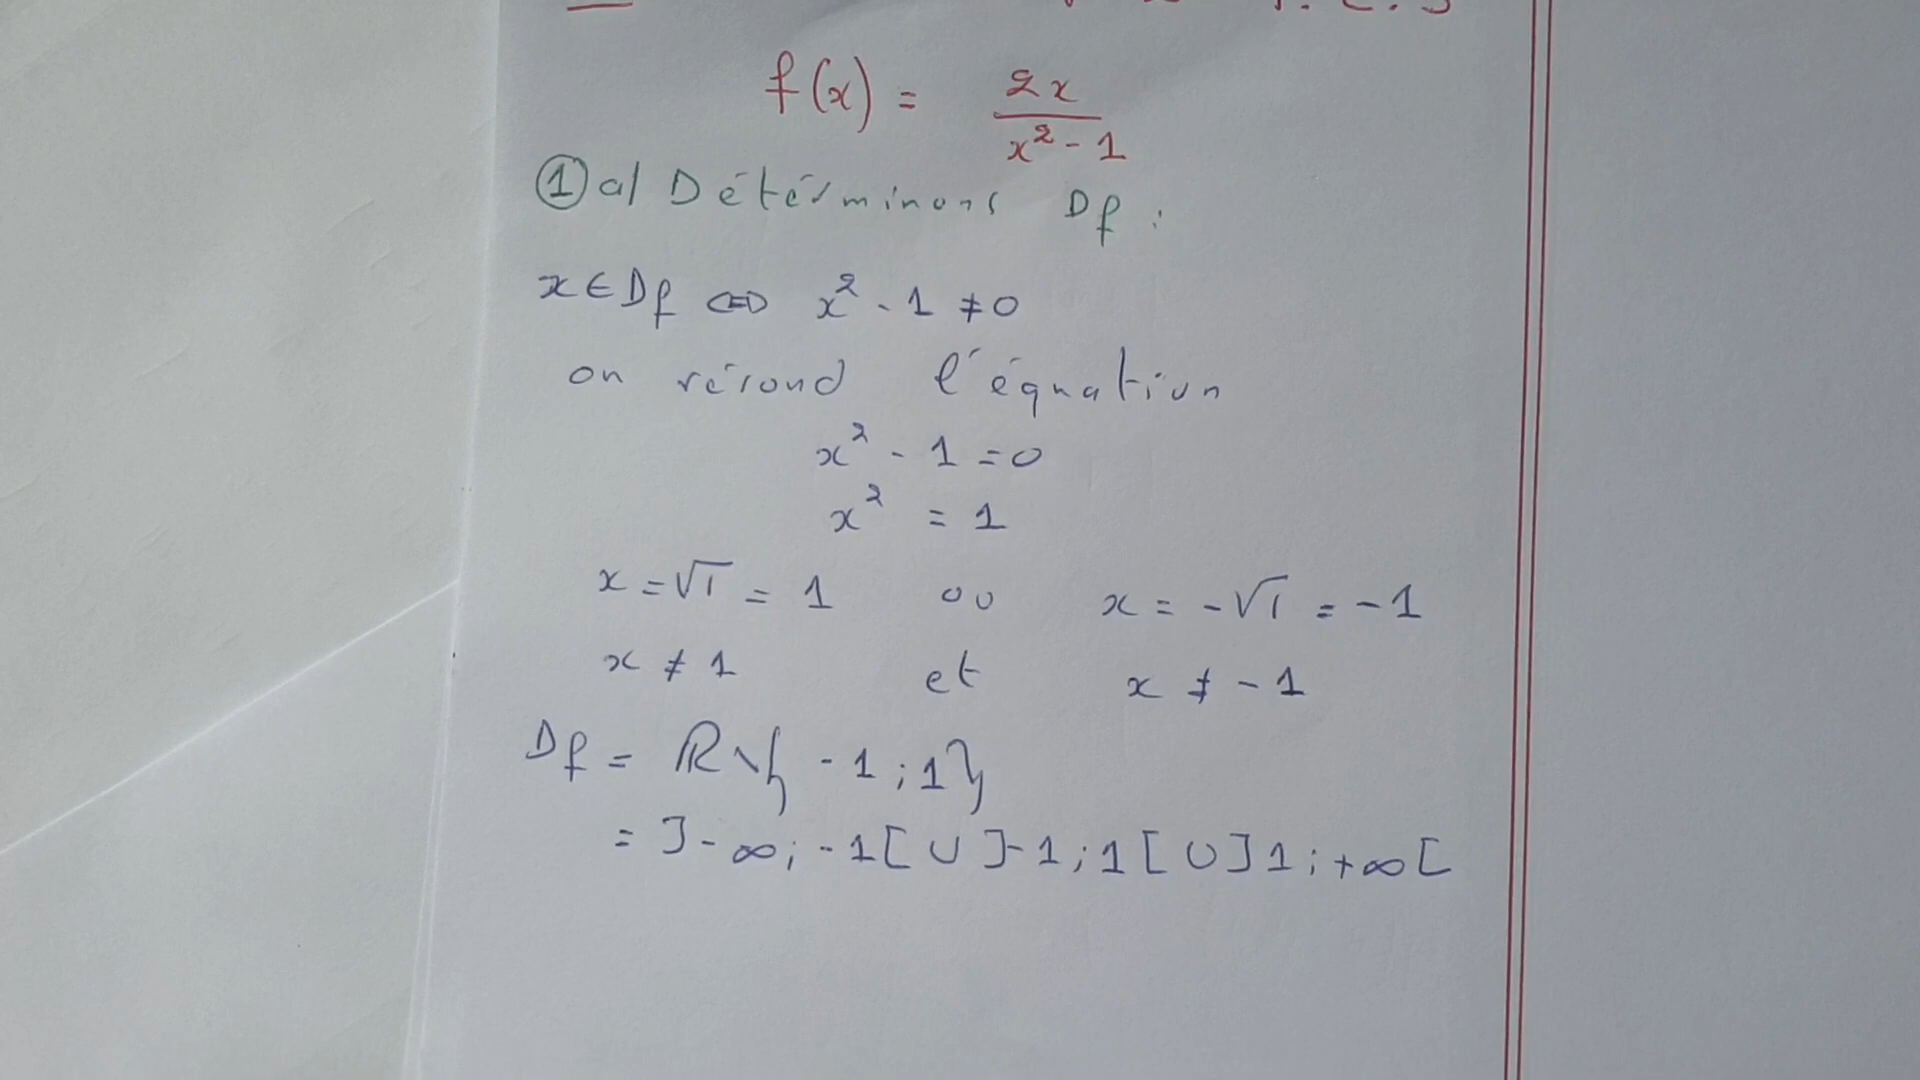 f(x) = 2x / x² - 1
① a/ Détérminons Df :
x ∈ Df ⇔ x² - 1 ≠ 0
on résoud l'équation
x² - 1 = 0
x² = 1
x = √1 = 1 ou x = -√1 = -1
x ≠ 1 et x ≠ -1
Df = ℝ \ { -1 ; 1 }
= ]-∞ ; -1[ ∪ ]-1 ; 1[ ∪ ]1 ; +∞[